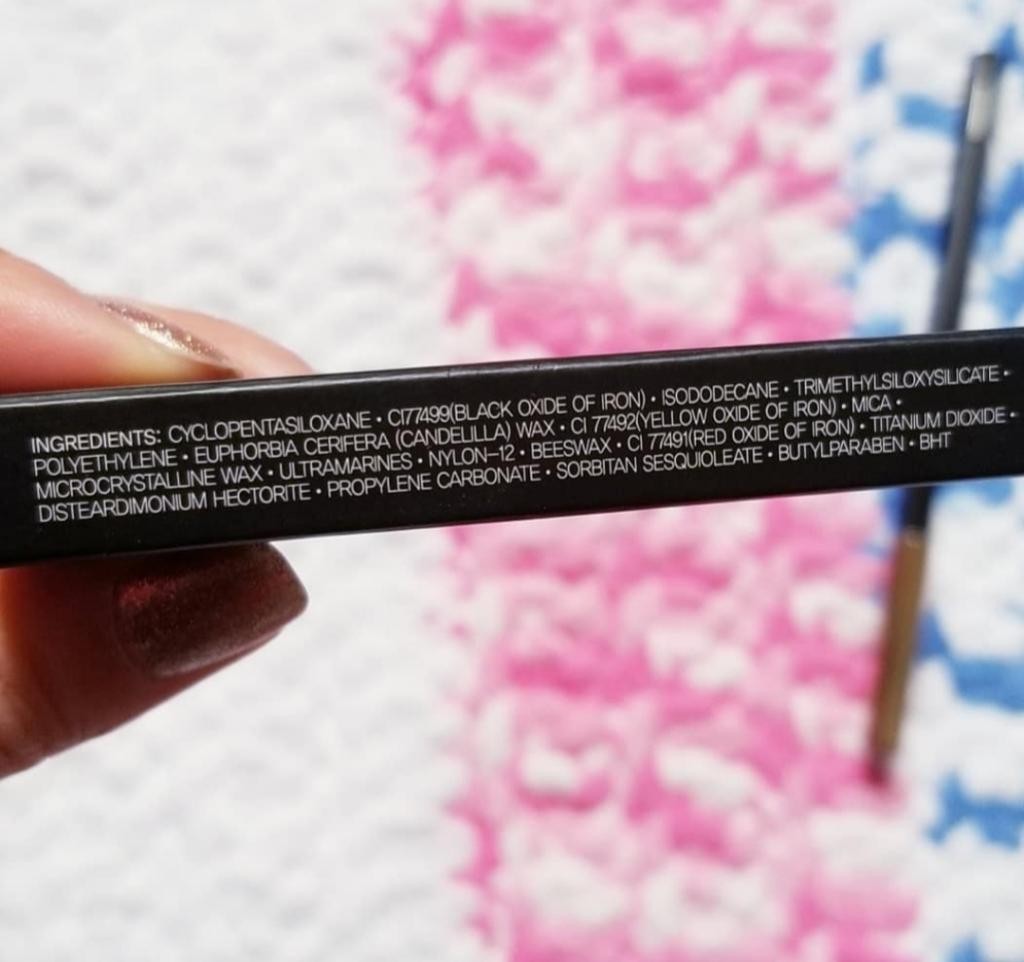 INGREDIENTS: CYCLOPENTASILOXANE • CI77499(BLACK OXIDE OF IRON) • ISODODECANE • TRIMETHYLSILOXYSILICATE •
POLYETHYLENE • EUPHORBIA CERIFERA (CANDELILLA) WAX • CI 77492(YELLOW OXIDE OF IRON) • MICA •
MICROCRYSTALLINE WAX • ULTRAMARINES • NYLON–12 • BEESWAX • CI 77491(RED OXIDE OF IRON) • TITANIUM DIOXIDE •
DISTEARDIMONIUM HECTORITE • PROPYLENE CARBONATE • SORBITAN SESQUIOLEATE • BUTYLPARABEN • BHT